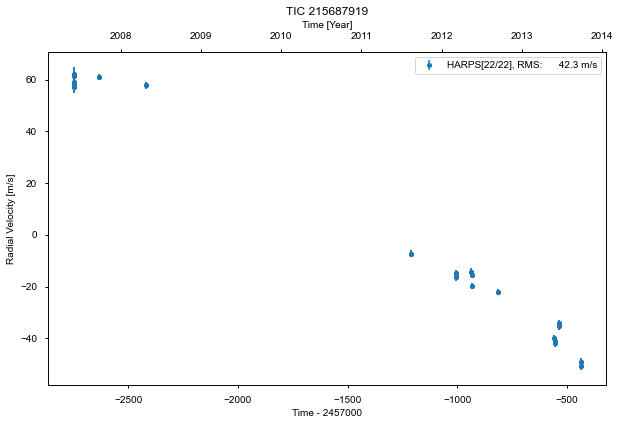 TIC 215687919
Time [Year]
2008 2009 2010 2011 2012 2013 2014
HARPS[22/22], RMS: 42.3 m/s
60
40
20
0
−20
−40
Radial Velocity [m/s]
−2500 −2000 −1500 −1000 −500
Time - 2457000